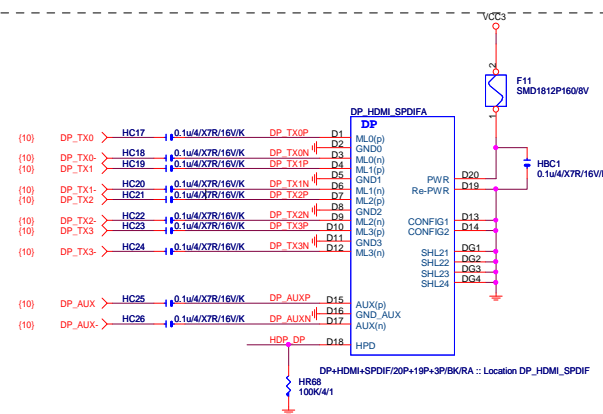 VCC3
2
F11
SMD1812P160/8V
1
DP_HDMI_SPDIFA
DP
{10} DP_TX0 HC17 0.1u/4/X7R/16V/K DP_TX0P D1 ML0(p)
D2 GND0
{10} DP_TX0- HC18 0.1u/4/X7R/16V/K DP_TX0N D3 ML0(n)
{10} DP_TX1 HC19 0.1u/4/X7R/16V/K DP_TX1P D4 ML1(p)
D5 GND1
{10} DP_TX1- HC20 0.1u/4/X7R/16V/K DP_TX1N D6 ML1(n)
{10} DP_TX2 HC21 0.1u/4/X7R/16V/K DP_TX2P D7 ML2(p)
D8 GND2
{10} DP_TX2- HC22 0.1u/4/X7R/16V/K DP_TX2N D9 ML2(n)
{10} DP_TX3 HC23 0.1u/4/X7R/16V/K DP_TX3P D10 ML3(p)
D11 GND3
{10} DP_TX3- HC24 0.1u/4/X7R/16V/K DP_TX3N D12 ML3(n)
{10} DP_AUX HC25 0.1u/4/X7R/16V/K DP_AUXP D15 AUX(p)
D16 GND_AUX
{10} DP_AUX- HC26 0.1u/4/X7R/16V/K DP_AUXN D17 AUX(n)
HDP_DP D18 HPD
PWR D20
Re-PWR D19
CONFIG1 D13
CONFIG2 D14
SHL21 DG1
SHL22 DG2
SHL23 DG3
SHL24 DG4
HBC1
0.1u/4/X7R/16V/
DP+HDMI+SPDIF/20P+19P+3P/BK/RA :: Location DP_HDMI_SPDIF
HR68
100K/4/1